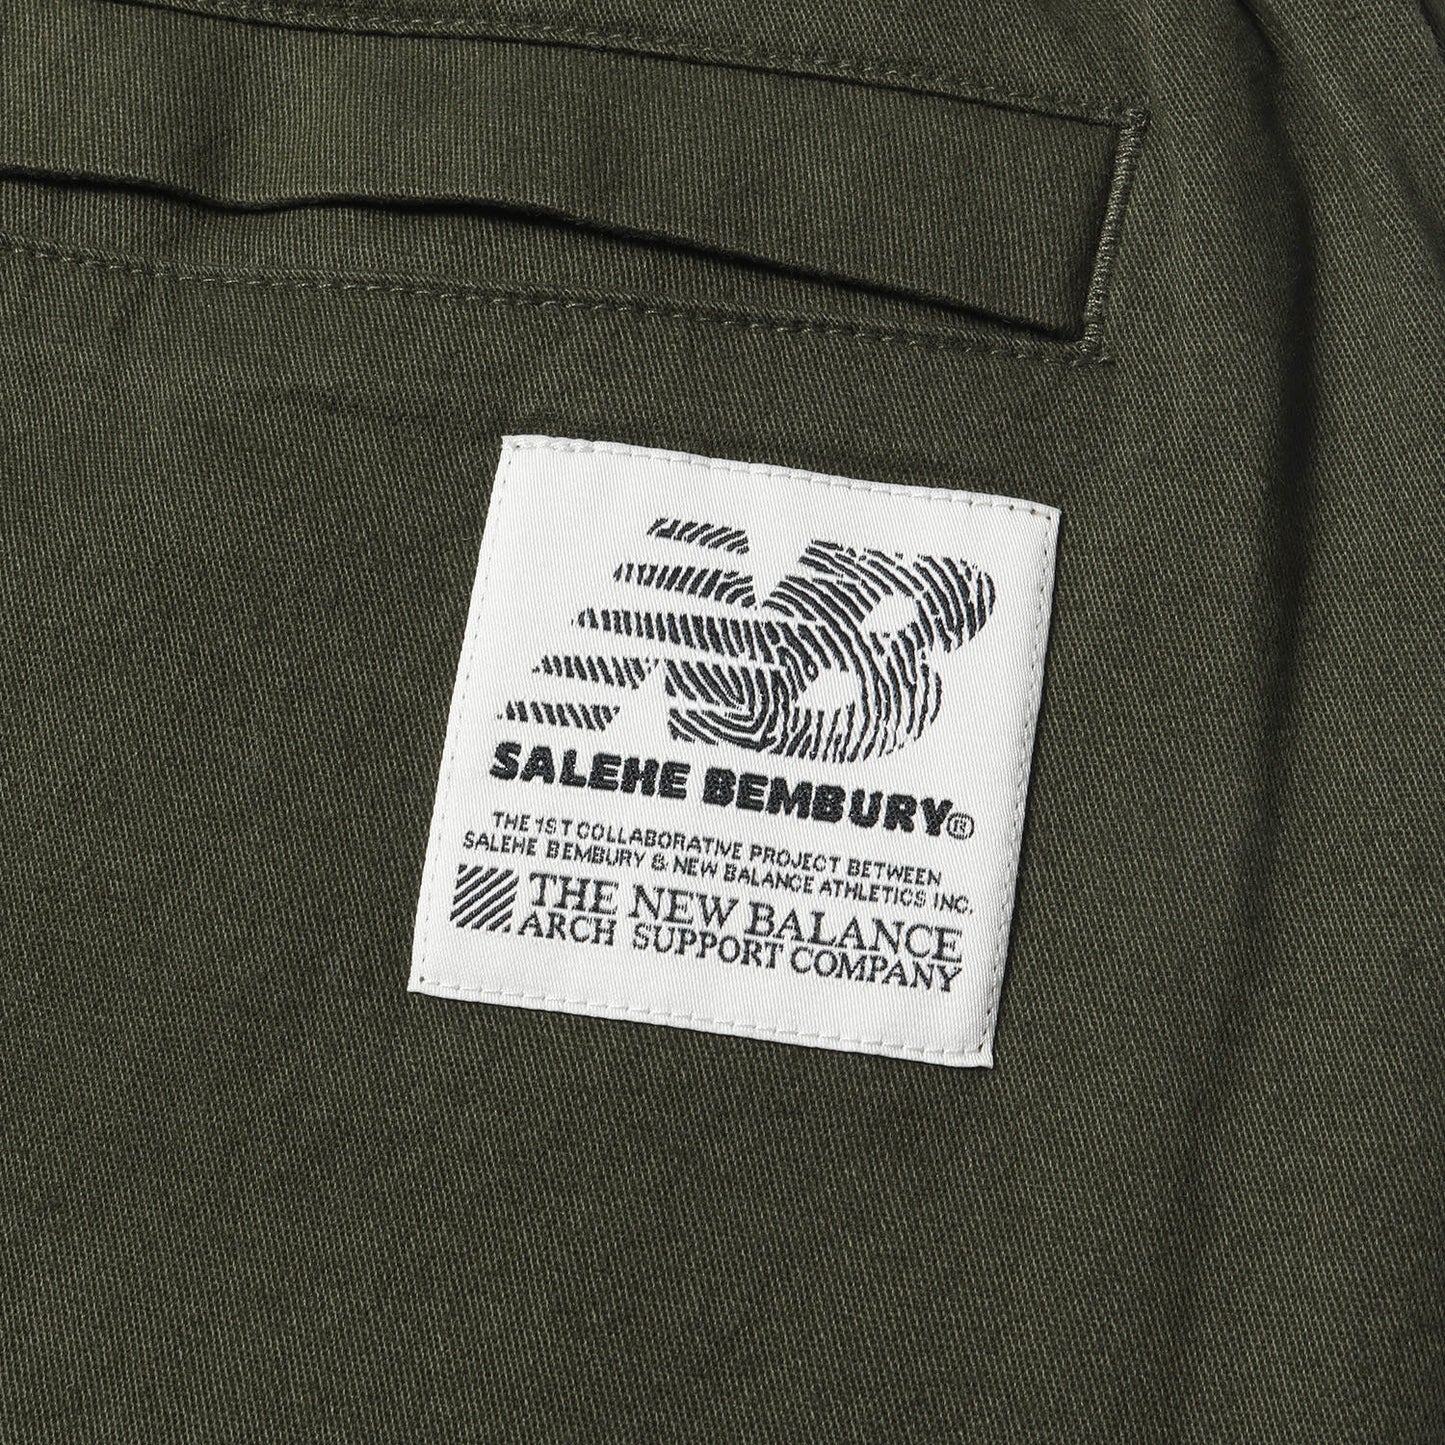 NB
SALEHE BEMBURY®
THE 1ST COLLABORATIVE PROJECT BETWEEN
SALEHE BEMBURY & NEW BALANCE ATHLETICS INC.
THE NEW BALANCE
ARCH SUPPORT COMPANY